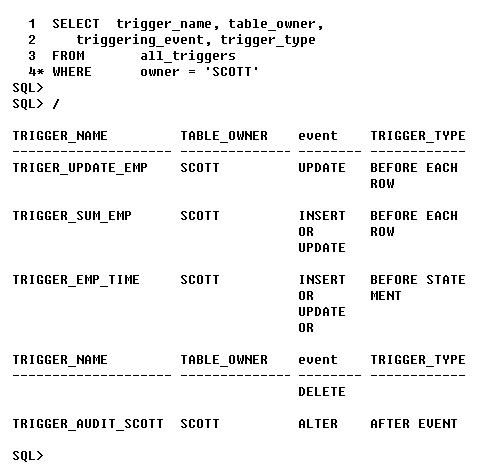 1 SELECT trigger_name, table_owner,
2 triggering_event, trigger_type
3 FROM all_triggers
4* WHERE owner = 'SCOTT'
SQL>
SQL> /
TRIGGER_NAME TABLE_OWNER event TRIGGER_TYPE
-------------------- -------------- -------- ------------
TRIGER_UPDATE_EMP SCOTT UPDATE BEFORE EACH
ROW
TRIGGER_SUM_EMP SCOTT INSERT BEFORE EACH
OR ROW
UPDATE
TRIGGER_EMP_TIME SCOTT INSERT BEFORE STATE
OR MENT
UPDATE
OR
TRIGGER_NAME TABLE_OWNER event TRIGGER_TYPE
-------------------- -------------- -------- ------------
DELETE
TRIGGER_AUDIT_SCOTT SCOTT ALTER AFTER EVENT
SQL>